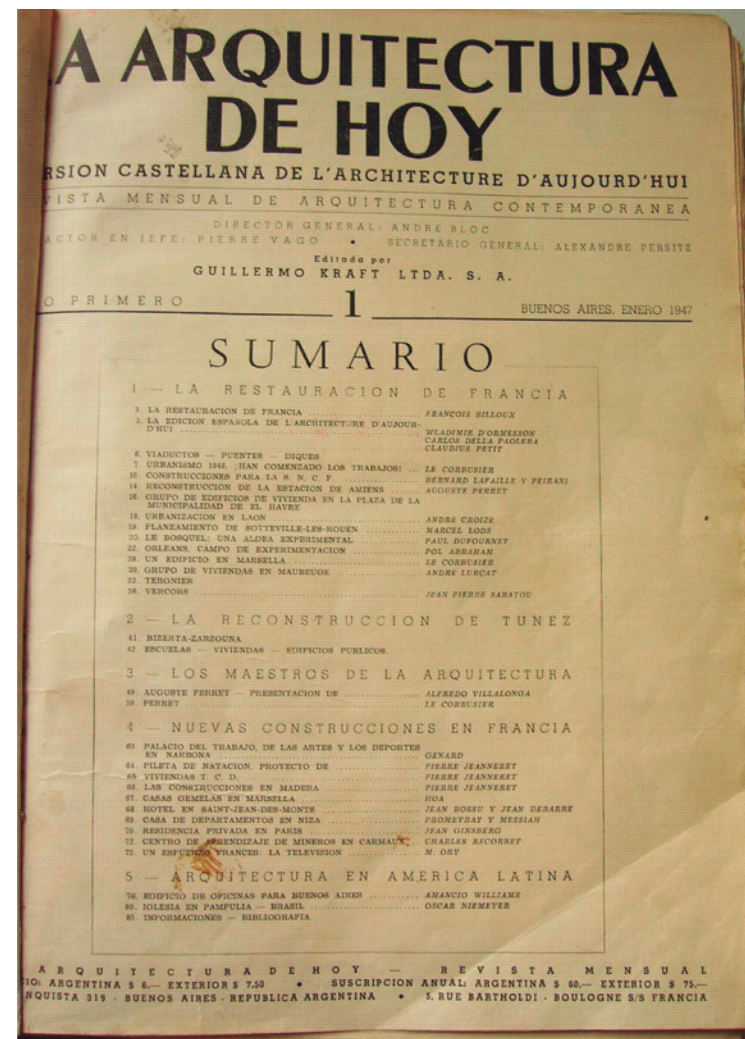 A ARQUITECTURA
DE HOY
RSION CASTELLANA DE L'ARCHITECTURE D'AUJOURD'HUI
VISTA MENSUAL DE ARQUITECTURA CONTEMPORANEA
DIRECTOR GENERAL: ANDRE BLOC
ACTOR EN JEFE: PIERRE VAGO • SECRETARIO GENERAL: ALEXANDRE PERSITZ
Editada por
GUILLERMO KRAFT LTDA. S. A.
O PRIMERO 1 BUENOS AIRES, ENERO 1947
SUMARIO
1 — LA RESTAURACION DE FRANCIA
3. LA RESTAURACION DE FRANCIA ........ FRANÇOIS BILLOUX
5. LA EDICION ESPAÑOLA DE L'ARCHITECTURE D'AUJOUR-
D'HUI ........ WLADIMIR D'ORMESSON
CARLOS DELLA PAOLERA
CLAUDIUS PETIT
6. VIADUCTOS — PUENTES — DIQUES
7. URBANISMO 1946. ¡HAN COMENZADO LOS TRABAJOS! ... LE CORBUSIER
10. CONSTRUCCIONES PARA LA S. N. C. F. ........ BERNARD LAFAILLE Y PEIRANI
14. RECONSTRUCCION DE LA ESTACION DE AMIENS ........ AUGUSTE PERRET
16. GRUPO DE EDIFICIOS DE VIVIENDA EN LA PLAZA DE LA
MUNICIPALIDAD DE EL HAVRE
18. URBANIZACION EN LAON ........ ANDRE CROIZE
19. PLANEAMIENTO DE SOTTEVILLE-LES-ROUEN ........ MARCEL LODS
20. LE BOSQUEL: UNA ALDEA EXPERIMENTAL ........ PAUL DUFOURNET
22. ORLEANS, CAMPO DE EXPERIMENTACION ........ POL ABRAHAM
28. UN EDIFICIO EN MARSELLA ........ LE CORBUSIER
29. GRUPO DE VIVIENDAS EN MAUBEUGE ........ ANDRE LURÇAT
32. TERGNIER
36. VERCORS ........ JEAN PIERRE SABATOU
2 — LA RECONSTRUCCION DE TUNEZ
41. BIZERTA-ZARZOUNA
42. ESCUELAS — VIVIENDAS — EDIFICIOS PUBLICOS.
3 — LOS MAESTROS DE LA ARQUITECTURA
49. AUGUSTE PERRET — PRESENTACION DE ........ ALFREDO VILLALONGA
50. PERRET ........ LE CORBUSIER
4 — NUEVAS CONSTRUCCIONES EN FRANCIA
63. PALACIO DEL TRABAJO, DE LAS ARTES Y LOS DEPORTES
EN NARBONA ........ GENARD
64. PILETA DE NATACION, PROYECTO DE ........ PIERRE JEANNERET
65 VIVIENDAS T. C. D. ........ PIERRE JEANNERET
66. LAS CONSTRUCCIONES EN MADERA ........ PIERRE JEANNERET
67. CASAS GEMELAS EN MARSELLA ........ HOA
68. HOTEL EN SAINT-JEAN-DES-MONTS ........ JEAN BOSSU Y JEAN DEBARRE
69. CASA DE DEPARTAMENTOS EN NIZA ........ PROMEYRAT Y MESSIAH
70. RESIDENCIA PRIVADA EN PARIS ........ JEAN GINSBERG
72. CENTRO DE APRENDIZAJE DE MINEROS EN CARMAUX ... CHARLES RECORBET
73. UN ESFUERZO FRANCES: LA TELEVISION ........ M. ORY
5 — ARQUITECTURA EN AMERICA LATINA
76. EDIFICIO DE OFICINAS PARA BUENOS AIRES ........ AMANCIO WILLIAMS
80. IGLESIA EN PAMPULIA — BRASIL ........ OSCAR NIEMEYER
85. INFORMACIONES — BIBLIOGRAFIA.
ARQUITECTURA DE HOY — REVISTA MENSUAL
IO: ARGENTINA $ 6.— EXTERIOR $ 7.50 • SUSCRIPCION ANUAL: ARGENTINA $ 60.— EXTERIOR $ 75.—
NQUISTA 319 - BUENOS AIRES - REPUBLICA ARGENTINA • 5, RUE BARTHOLDI - BOULOGNE S/S FRANCIA